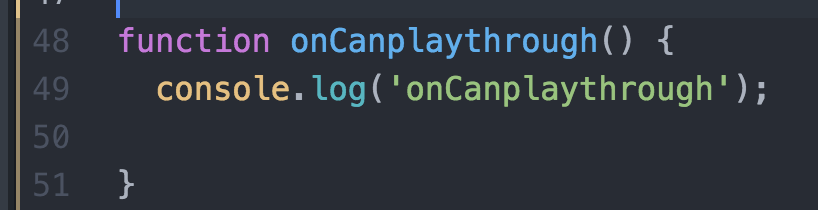 48 function onCanplaythrough() {
49 console.log('onCanplaythrough');
50
51 }